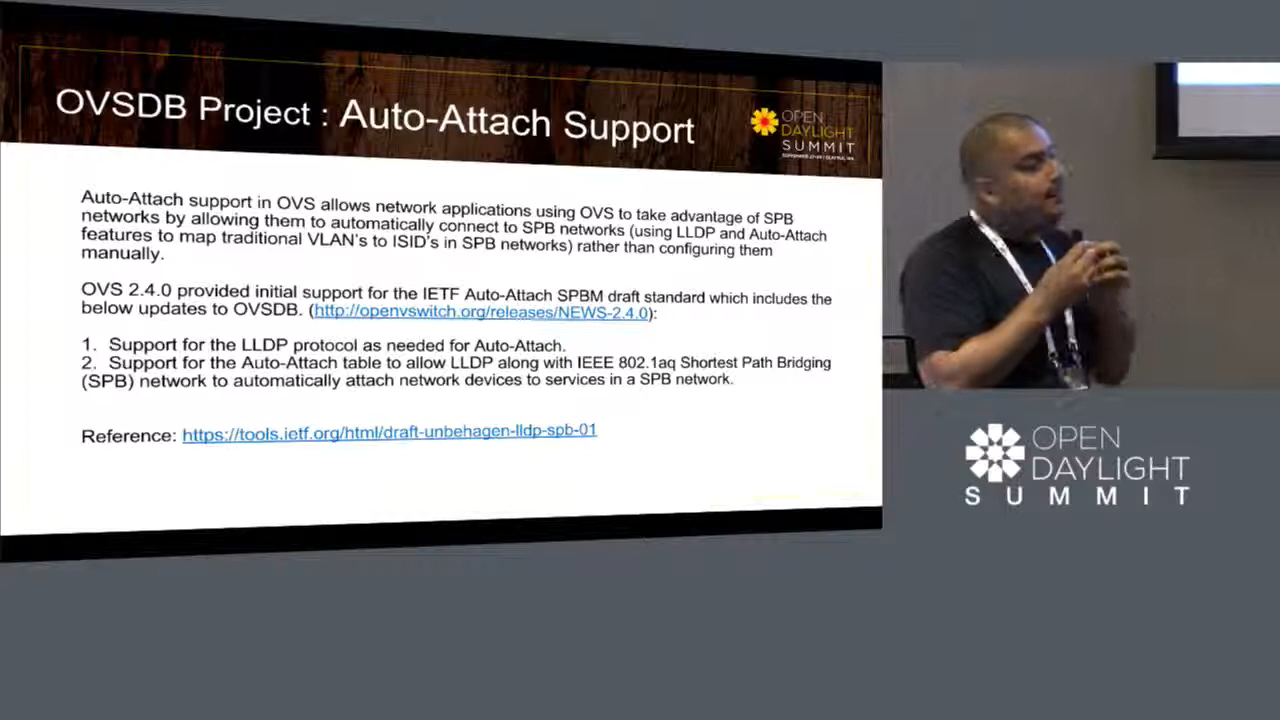 OVSDB Project : Auto-Attach Support
OPEN
DAYLIGHT
SUMMIT
Auto-Attach support in OVS allows network applications using OVS to take advantage of SPB
networks by allowing them to automatically connect to SPB networks (using LLDP and Auto-Attach
features to map traditional VLAN's to ISID's in SPB networks) rather than configuring them
manually.
OVS 2.4.0 provided initial support for the IETF Auto-Attach SPBM draft standard which includes the
below updates to OVSDB. (http://openvswitch.org/releases/NEWS-2.4.0):
1. Support for the LLDP protocol as needed for Auto-Attach.
2. Support for the Auto-Attach table to allow LLDP along with IEEE 802.1aq Shortest Path Bridging
(SPB) network to automatically attach network devices to services in a SPB network.
Reference: https://tools.ietf.org/html/draft-unbehagen-lldp-spb-01
OPEN
DAYLIGHT
SUMMIT